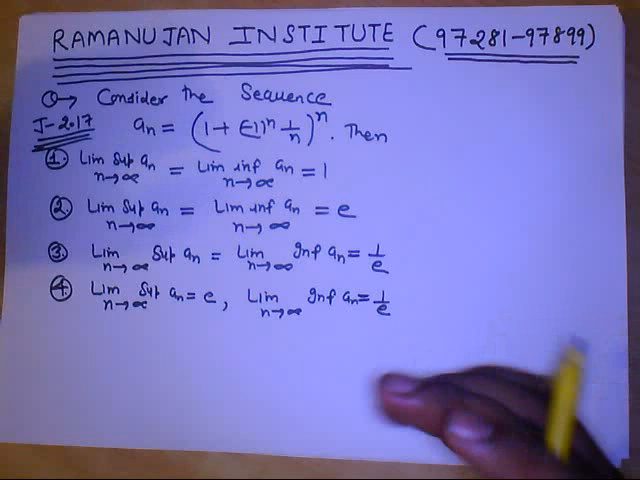 RAMANUJAN INSTITUTE (97281-97899)
Q→ Consider the Sequence
J-2017 aₙ = (1 + (-1)ⁿ 1/n)ⁿ. Then
① Lim Sup aₙ n→∞ = Lim inf aₙ n→∞ = 1
② Lim Sup aₙ n→∞ = Lim inf aₙ n→∞ = e
③ Lim n→∞ Sup aₙ = Lim n→∞ Inf aₙ = 1/e
④ Lim n→∞ Sup aₙ = e, Lim n→∞ Inf aₙ = 1/e